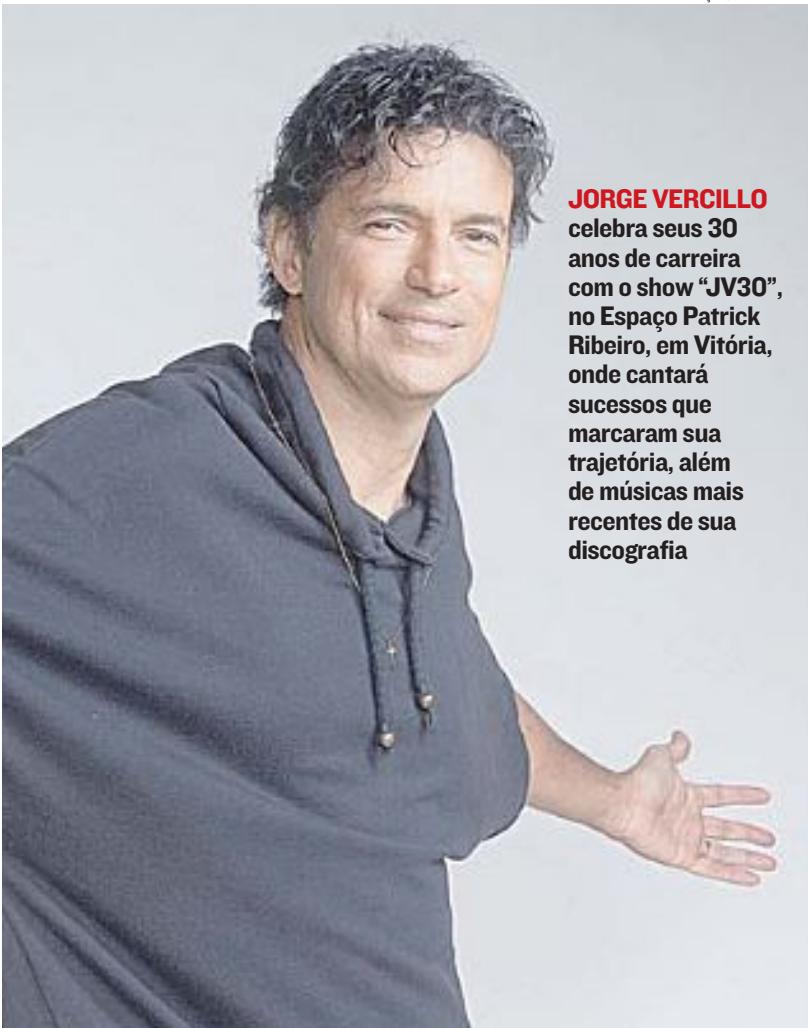 JORGE VERCILLO
celebra seus 30
anos de carreira
com o show “JV30”,
no Espaço Patrick
Ribeiro, em Vitória,
onde cantará
sucessos que
marcaram sua
trajetória, além
de músicas mais
recentes de sua
discografia